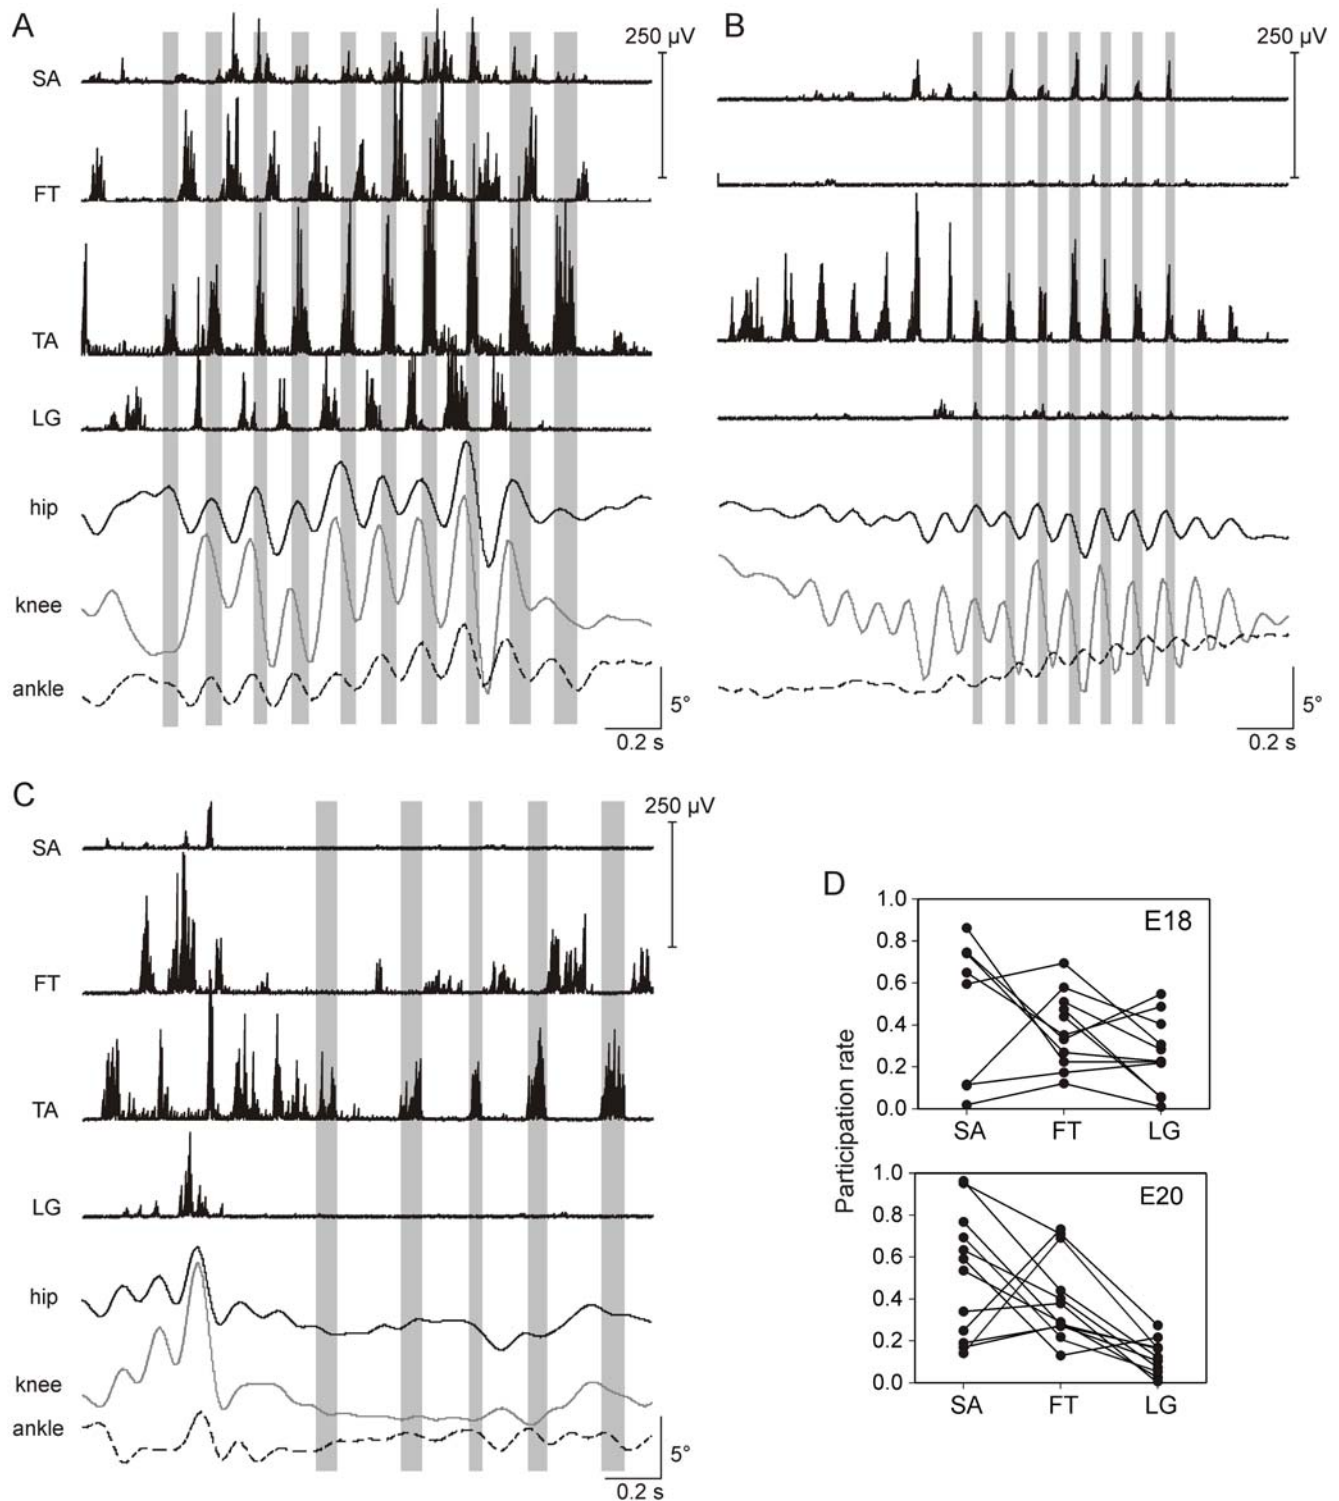 A
SA
FT
TA
LG
hip
knee
ankle
5°
0.2 s
B
250 µV
250 µV
5°
0.2 s
C
SA
FT
TA
LG
hip
knee
ankle
250 µV
5°
0.2 s
D
Participation rate
E18
1.0
0.8
0.6
0.4
0.2
0.0
SA FT LG
E20
1.0
0.8
0.6
0.4
0.2
0.0
SA FT LG